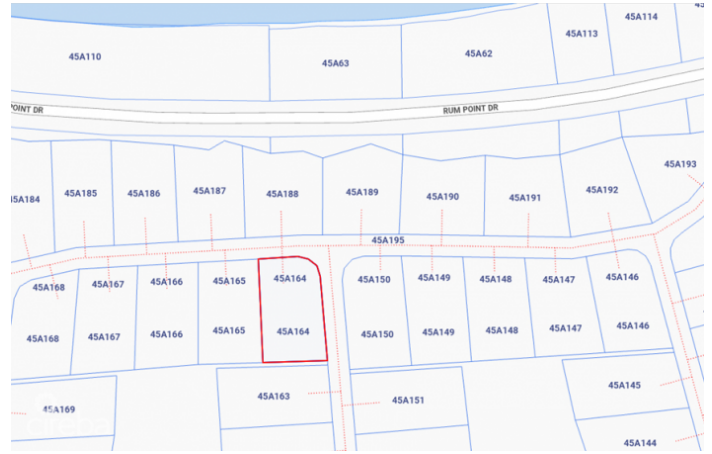 45A114
45A113
45A110
45A63
45A62
POINT DR
RUM POINT DR
45A193
45A184
45A185
45A186
45A187
45A188
45A189
45A190
45A191
45A192
45A195
45A168
45A167
45A166
45A165
45A164
45A150
45A149
45A148
45A147
45A146
45A168
45A167
45A166
45A165
45A164
45A150
45A149
45A148
45A147
45A146
45A163
45A151
45A145
45A169
45A144